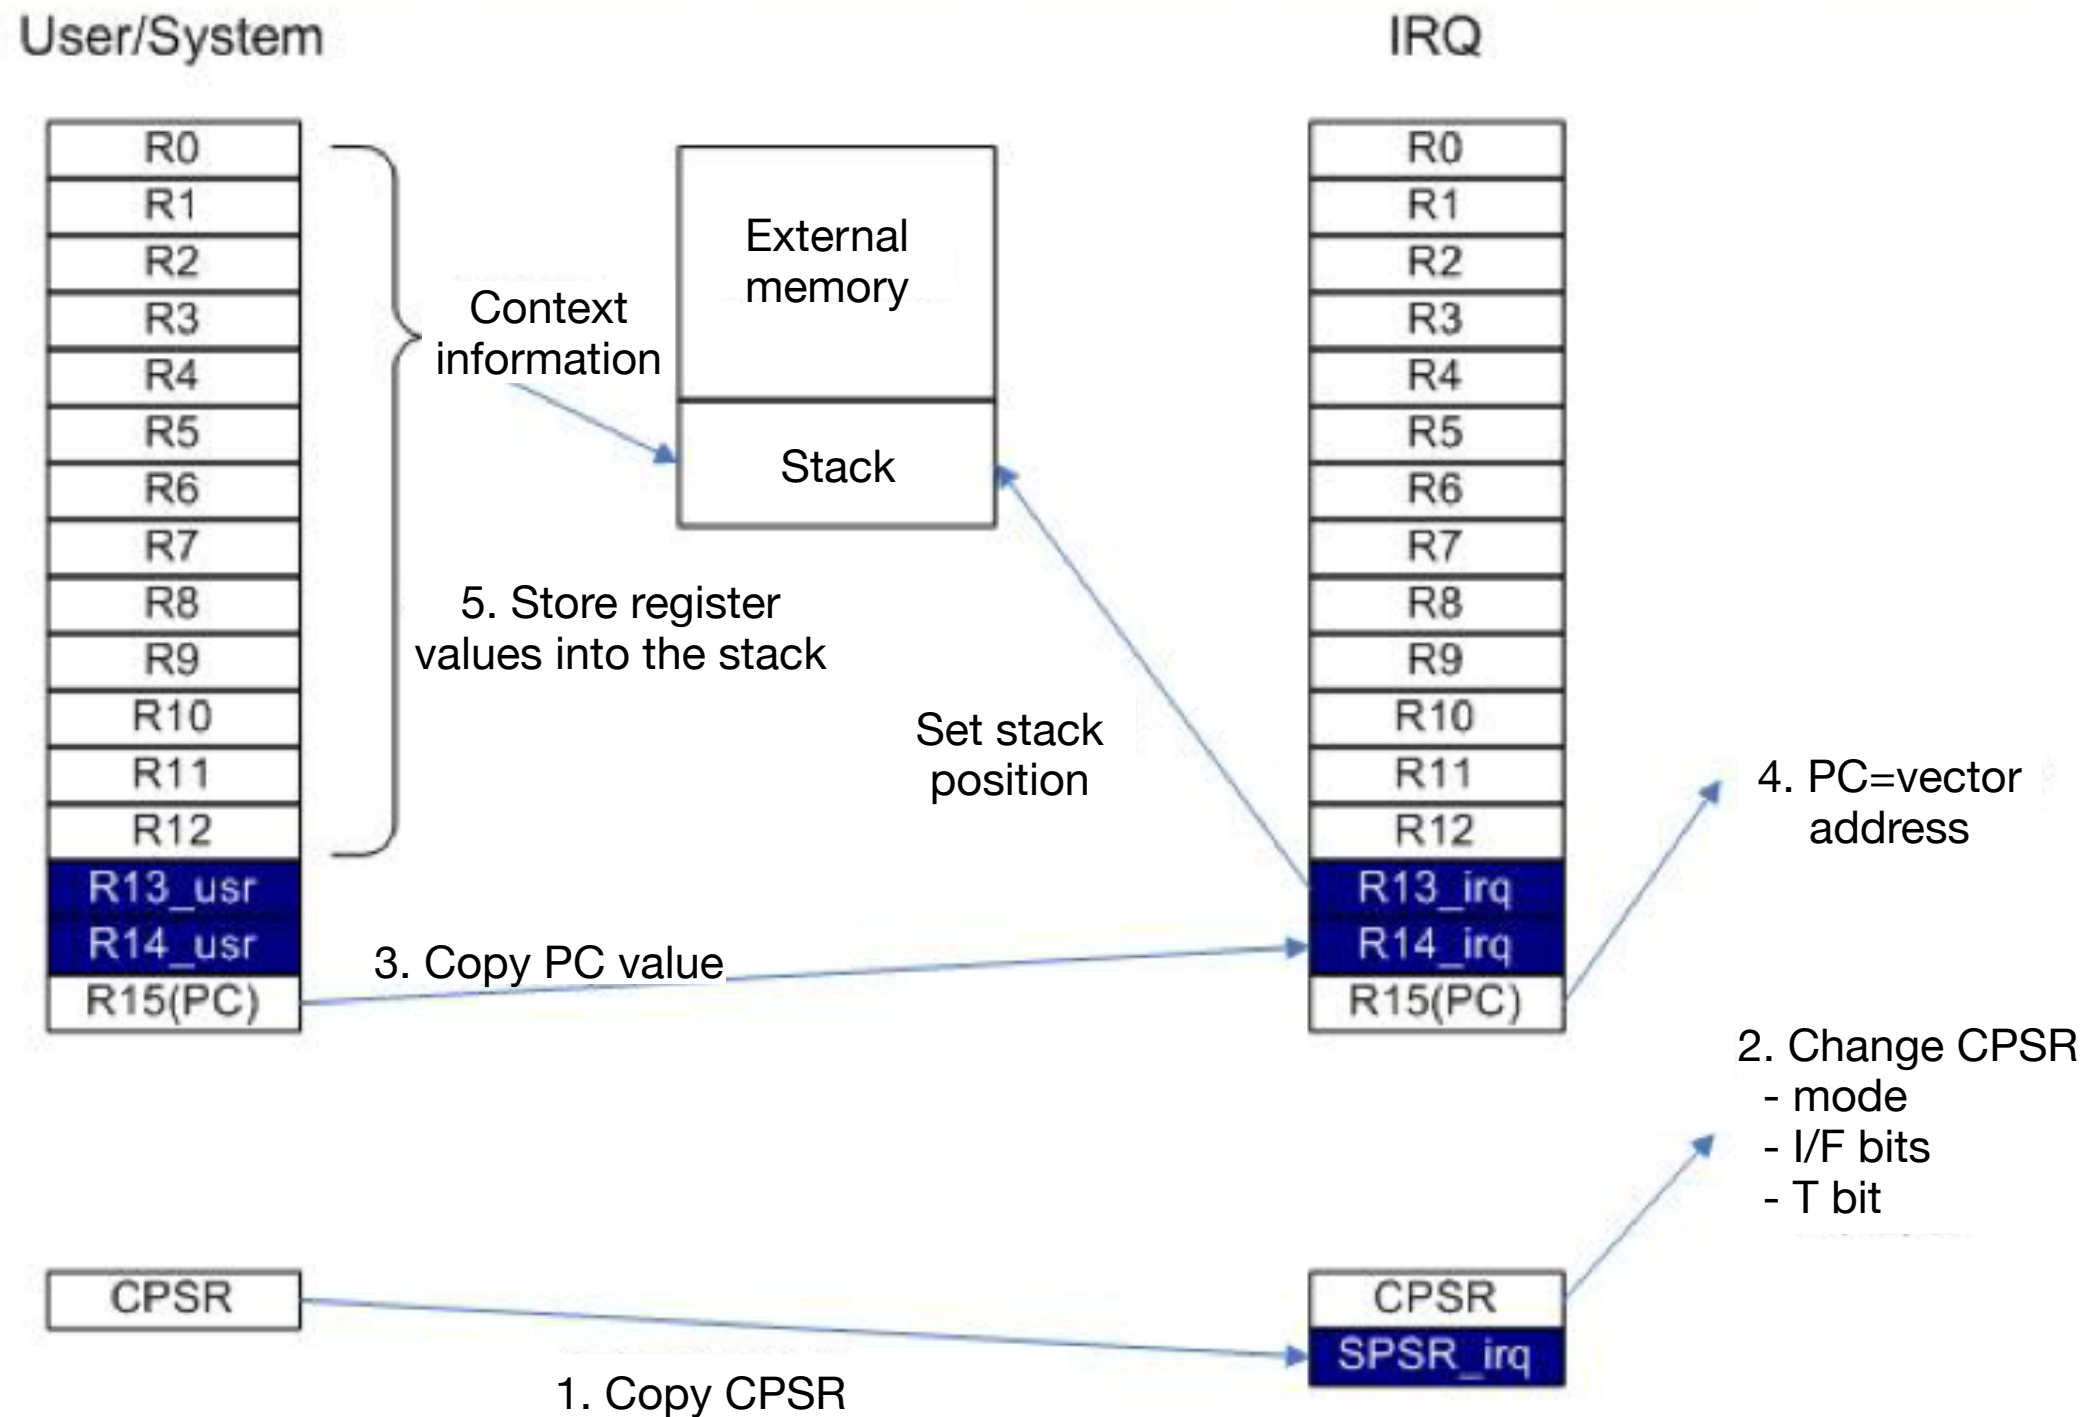 User/System
IRQ
R0
R1
R2
R3
R4
R5
R6
R7
R8
R9
R10
R11
R12
R13_usr
R14_usr
R15(PC)
CPSR
Context
information
External
memory
Stack
5. Store register
values into the stack
Set stack
position
3. Copy PC value
1. Copy CPSR
R0
R1
R2
R3
R4
R5
R6
R7
R8
R9
R10
R11
R12
R13_irq
R14_irq
R15(PC)
CPSR
SPSR_irq
4. PC=vector
address
2. Change CPSR
- mode
- I/F bits
- T bit